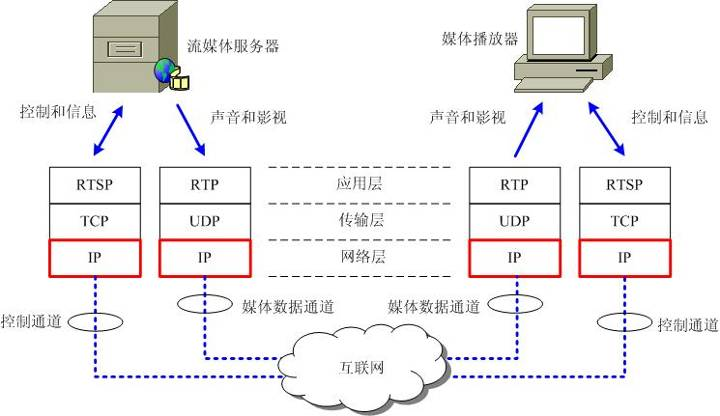 流媒体服务器
媒体播放器
控制和信息
声音和影视
声音和影视
控制和信息
RTSP
RTP
应用层
RTP
RTSP
TCP
UDP
传输层
UDP
TCP
IP
IP
网络层
IP
IP
控制通道
媒体数据通道
媒体数据通道
控制通道
互联网